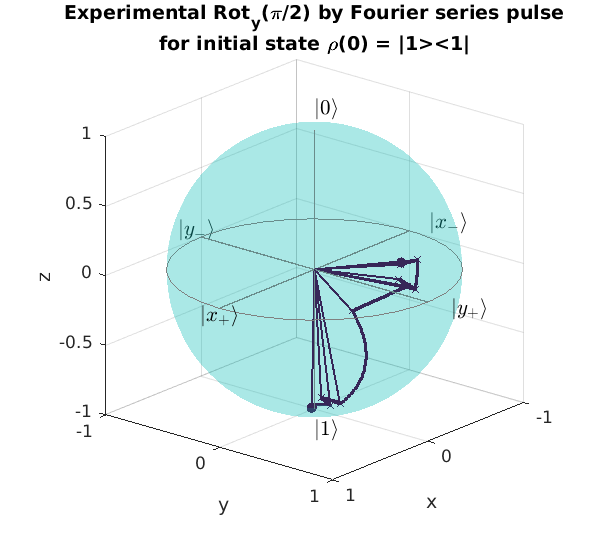 Experimental Rot_y(π/2) by Fourier series pulse
for initial state ρ(0) = |1><1|
|0⟩
1
0.5
0
-0.5
-1
z
|y₋⟩
|x₋⟩
|x₊⟩
|y₊⟩
|1⟩
-1
0
1
y
1
0
-1
x